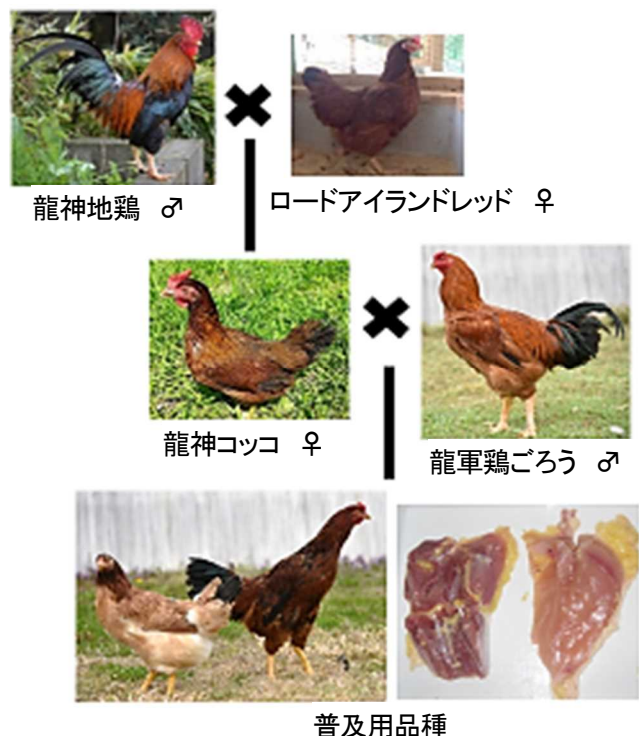 龍神地鶏 ♂
ロードアイランドレッド ♀
龍神コッコ ♀
龍軍鶏ごろう ♂
普及用品種